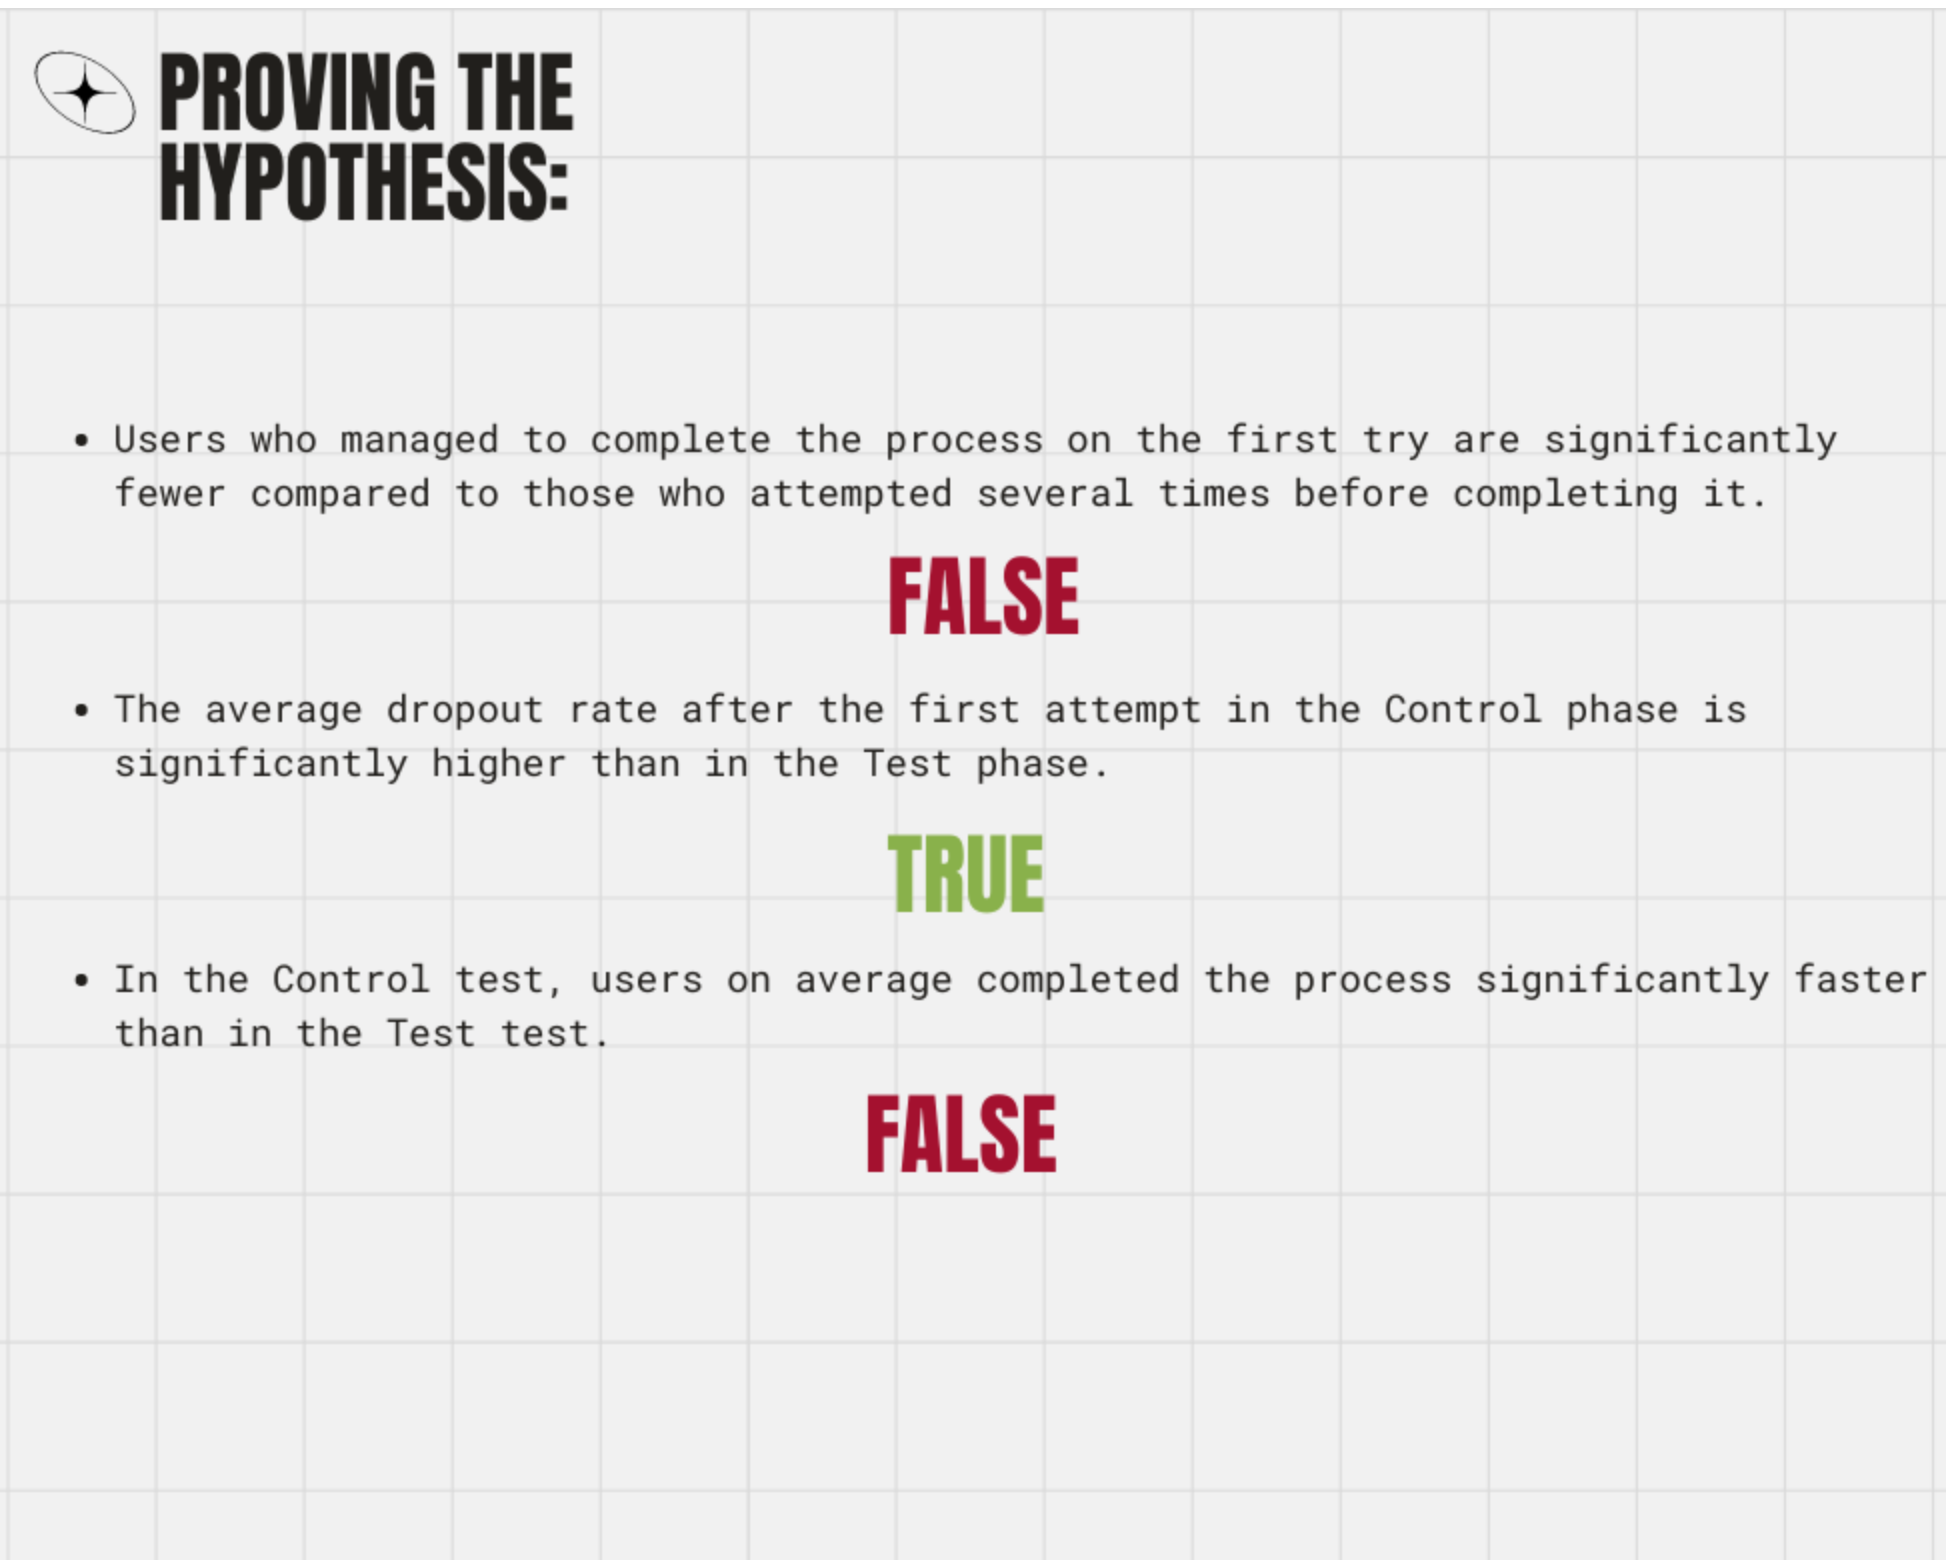 PROVING THE
HYPOTHESIS:
• Users who managed to complete the process on the first try are significantly
fewer compared to those who attempted several times before completing it.
FALSE
• The average dropout rate after the first attempt in the Control phase is
significantly higher than in the Test phase.
TRUE
• In the Control test, users on average completed the process significantly faster
than in the Test test.
FALSE